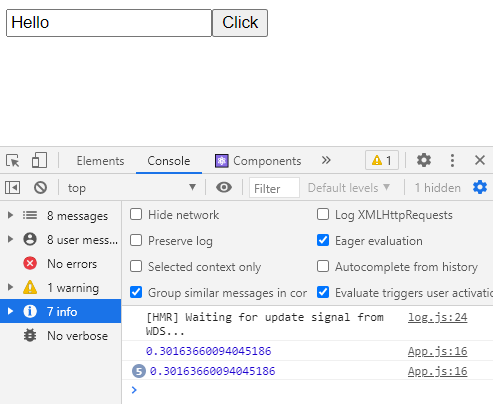 Hello Click
Elements Console Components » 1
top Filter Default levels 1 hidden
8 messages
8 user mess...
No errors
1 warning
7 info
No verbose
Hide network Log XMLHttpRequests
Preserve log Eager evaluation
Selected context only Autocomplete from history
Group similar messages in cor Evaluate triggers user activatio
[HMR] Waiting for update signal from log.js:24
WDS...
0.30163660094045186 App.js:16
5 0.30163660094045186 App.js:16
>